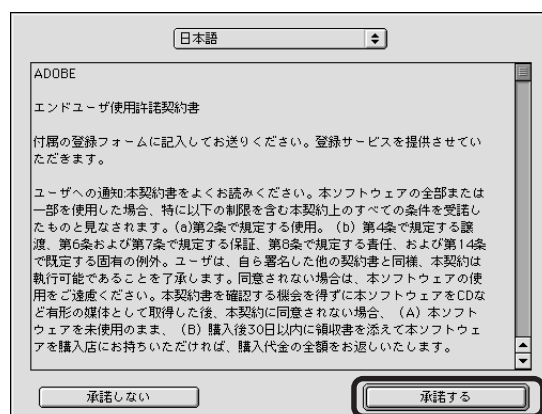 日本語
ADOBE
エンドユーザ使用許諾契約書
付属の登録フォームに記入してお送りください。登録サービスを提供させてい
ただきます。
ユーザへの通知:本契約書をよくお読みください。本ソフトウェアの全部または
一部を使用した場合、特に以下の制限を含む本契約上のすべての条件を受諾し
たものと見なされます。(a)第2条で規定する使用。（b）第4条で規定する譲
渡、第6条および第7条で規定する保証、第8条で規定する責任、および第14条
で既定する固有の例外。ユーザは、自ら署名した他の契約書と同様、本契約は
執行可能であることを了承します。同意されない場合は、本ソフトウェアの使
用をご遠慮ください。本契約書を確認する機会を得ずに本ソフトウェアをCDな
ど有形の媒体として取得した後、本契約に同意されない場合、（A）本ソフト
ウェアを未使用のまま、（B）購入後30日以内に領収書を添えて本ソフトウェ
アを購入店にお持ちいただければ、購入代金の全額をお返しいたします。
承諾しない
承諾する